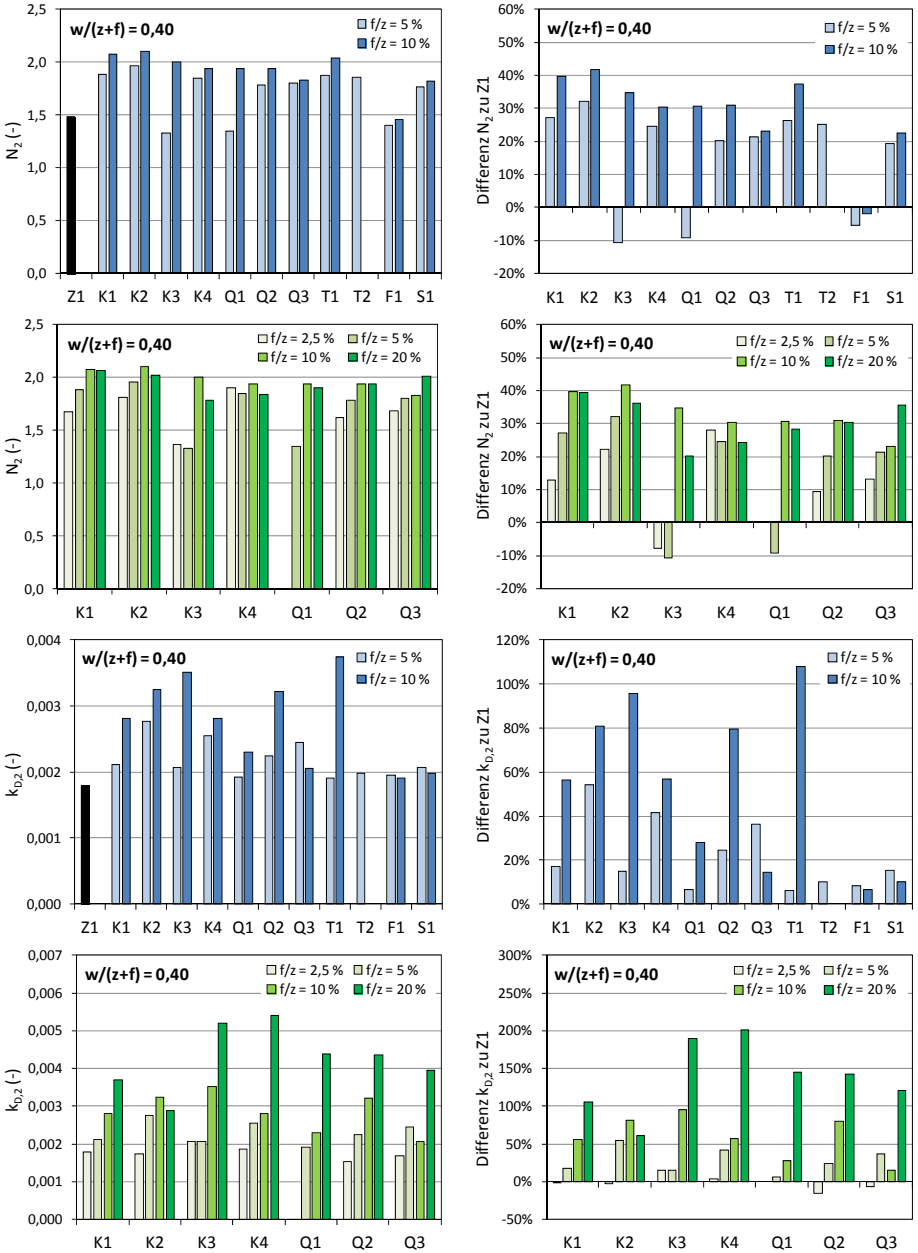 w/(z+f) = 0,40
f/z = 5 %
f/z = 10 %
N2 (-)
2,5
2,0
1,5
1,0
0,5
0,0
Z1 K1 K2 K3 K4 Q1 Q2 Q3 T1 T2 F1 S1
w/(z+f) = 0,40
f/z = 5 %
f/z = 10 %
Differenz N2 zu Z1
60%
50%
40%
30%
20%
10%
0%
-10%
-20%
K1 K2 K3 K4 Q1 Q2 Q3 T1 T2 F1 S1
w/(z+f) = 0,40
f/z = 2,5 % f/z = 5 %
f/z = 10 % f/z = 20 %
N2 (-)
2,5
2,0
1,5
1,0
0,5
0,0
K1 K2 K3 K4 Q1 Q2 Q3
w/(z+f) = 0,40
f/z = 2,5 % f/z = 5 %
f/z = 10 % f/z = 20 %
Differenz N2 zu Z1
60%
50%
40%
30%
20%
10%
0%
-10%
-20%
K1 K2 K3 K4 Q1 Q2 Q3
w/(z+f) = 0,40
f/z = 5 %
f/z = 10 %
kD,2 (-)
0,004
0,003
0,002
0,001
0,000
Z1 K1 K2 K3 K4 Q1 Q2 Q3 T1 T2 F1 S1
w/(z+f) = 0,40
f/z = 5 %
f/z = 10 %
Differenz kD,2 zu Z1
120%
100%
80%
60%
40%
20%
0%
K1 K2 K3 K4 Q1 Q2 Q3 T1 T2 F1 S1
w/(z+f) = 0,40
f/z = 2,5 % f/z = 5 %
f/z = 10 % f/z = 20 %
kD,2 (-)
0,007
0,006
0,005
0,004
0,003
0,002
0,001
0,000
K1 K2 K3 K4 Q1 Q2 Q3
w/(z+f) = 0,40
f/z = 2,5 % f/z = 5 %
f/z = 10 % f/z = 20 %
Differenz kD,2 zu Z1
300%
250%
200%
150%
100%
50%
0%
-50%
K1 K2 K3 K4 Q1 Q2 Q3